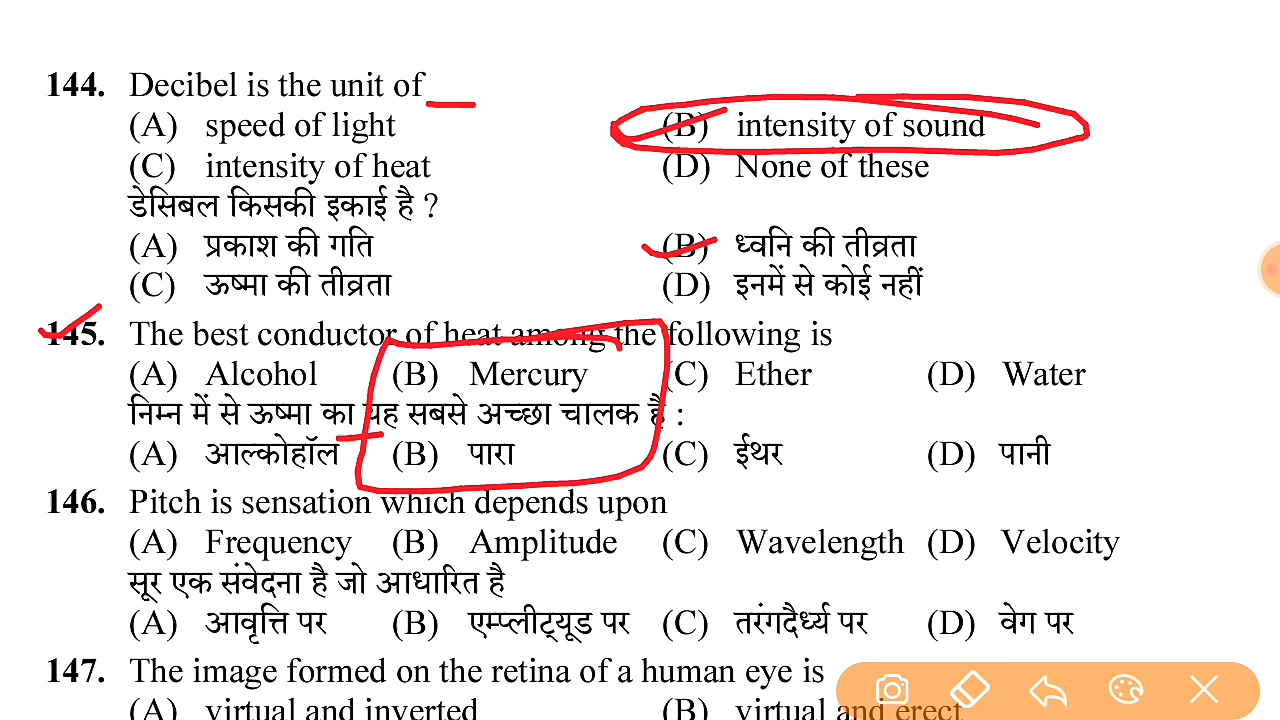 144. Decibel is the unit of
(A) speed of light (B) intensity of sound
(C) intensity of heat (D) None of these
डेसिबल किसकी इकाई है ?
(A) प्रकाश की गति (B) ध्वनि की तीव्रता
(C) ऊष्मा की तीव्रता (D) इनमें से कोई नहीं
145. The best conductor of heat among the following is
(A) Alcohol (B) Mercury (C) Ether (D) Water
निम्न में से ऊष्मा का यह सबसे अच्छा चालक है :
(A) आल्कोहॉल (B) पारा (C) ईथर (D) पानी
146. Pitch is sensation which depends upon
(A) Frequency (B) Amplitude (C) Wavelength (D) Velocity
सूर एक संवेदना है जो आधारित है
(A) आवृत्ति पर (B) एम्प्लीट्यूड पर (C) तरंगदैर्ध्य पर (D) वेग पर
147. The image formed on the retina of a human eye is
(A) virtual and inverted (B) virtual and erect